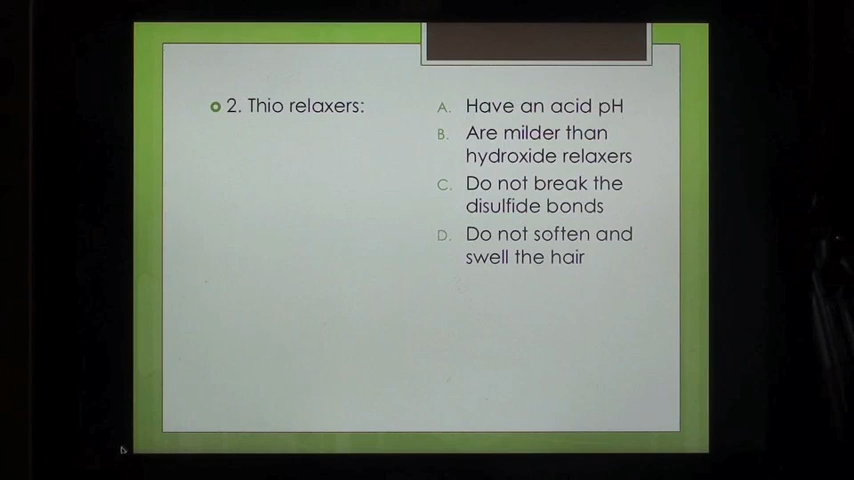 2. Thio relaxers:
A. Have an acid pH
B. Are milder than
hydroxide relaxers
C. Do not break the
disulfide bonds
D. Do not soften and
swell the hair